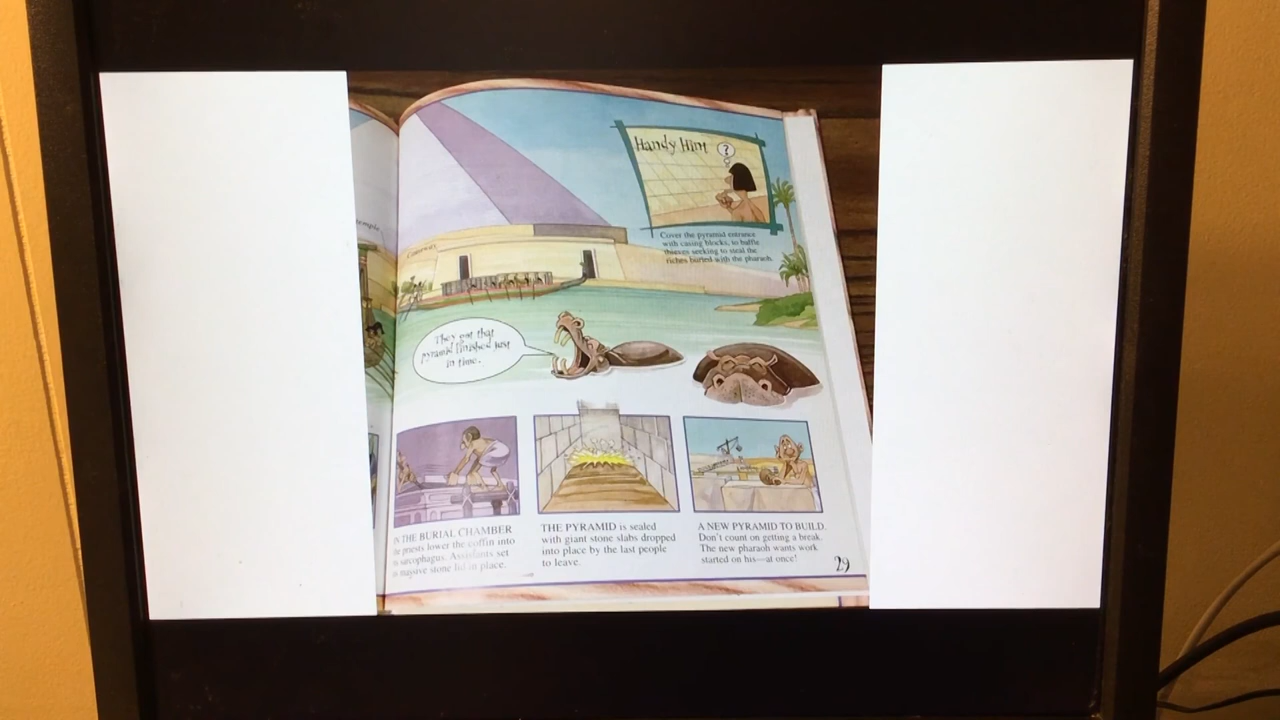 Handy Hint
?
Cover the pyramid entrance
with casing blocks, to baffle
thieves seeking to steal the
riches buried with the pharaoh.
temple
Causeway
They got that
pyramid finished just
in time.
IN THE BURIAL CHAMBER
priests lower the coffin into
sarcophagus. Assistants set
massive stone lid in place.
THE PYRAMID is sealed
with giant stone slabs dropped
into place by the last people
to leave.
A NEW PYRAMID TO BUILD.
Don't count on getting a break.
The new pharaoh wants work
started on his—at once!
29